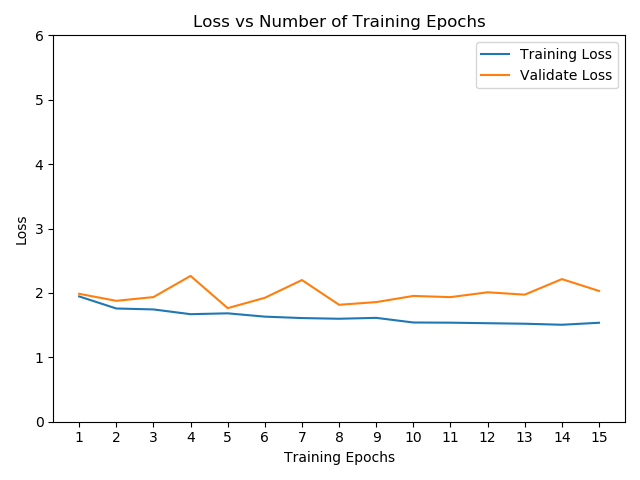 Loss vs Number of Training Epochs
6
5
4
3
2
1
0
Loss
Training Loss
Validate Loss
1 2 3 4 5 6 7 8 9 10 11 12 13 14 15
Training Epochs